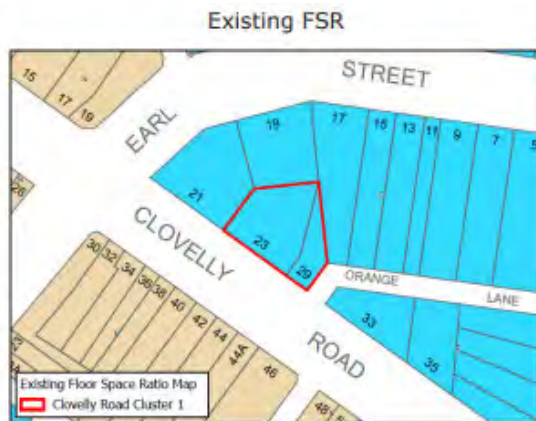 Existing FSR
STREET
EARL
CLOVELLY
ROAD
ORANGE
LANE
15
17
19
19
17
15
13
11
9
7
5
26
21
23
29
30
32
34
36
38
40
42
44
44A
46
48
33
35
Existing Floor Space Ratio Map
Clovelly Road Cluster 1